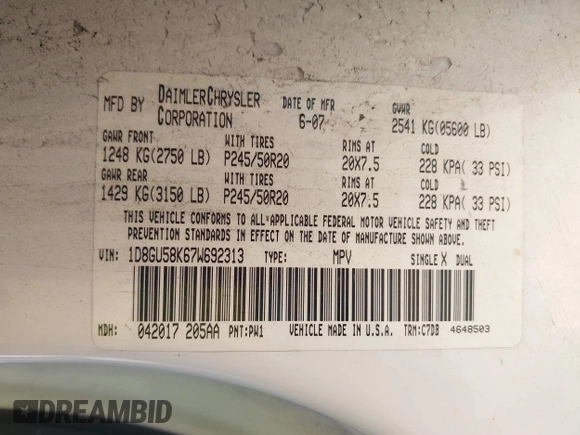 MFD BY DAIMLERCHRYSLER CORPORATION DATE OF MFR 6-07 GVWR 2541 KG(05600 LB)
GAWR FRONT WITH TIRES RIMS AT COLD
1248 KG(2750 LB) P245/50R20 20X7.5 228 KPA( 33 PSI)
GAWR REAR WITH TIRES RIMS AT COLD
1429 KG(3150 LB) P245/50R20 20X7.5 228 KPA( 33 PSI)
THIS VEHICLE CONFORMS TO ALL APPLICABLE FEDERAL MOTOR VEHICLE SAFETY AND THEFT
PREVENTION STANDARDS IN EFFECT ON THE DATE OF MANUFACTURE SHOWN ABOVE.
VIN: 1D8GU58K67W692313 TYPE: MPV SINGLE X DUAL
MDH: 042017 205AA PNT:PW1 VEHICLE MADE IN U.S.A. TRM:C7DB 4648503
DREAMBID